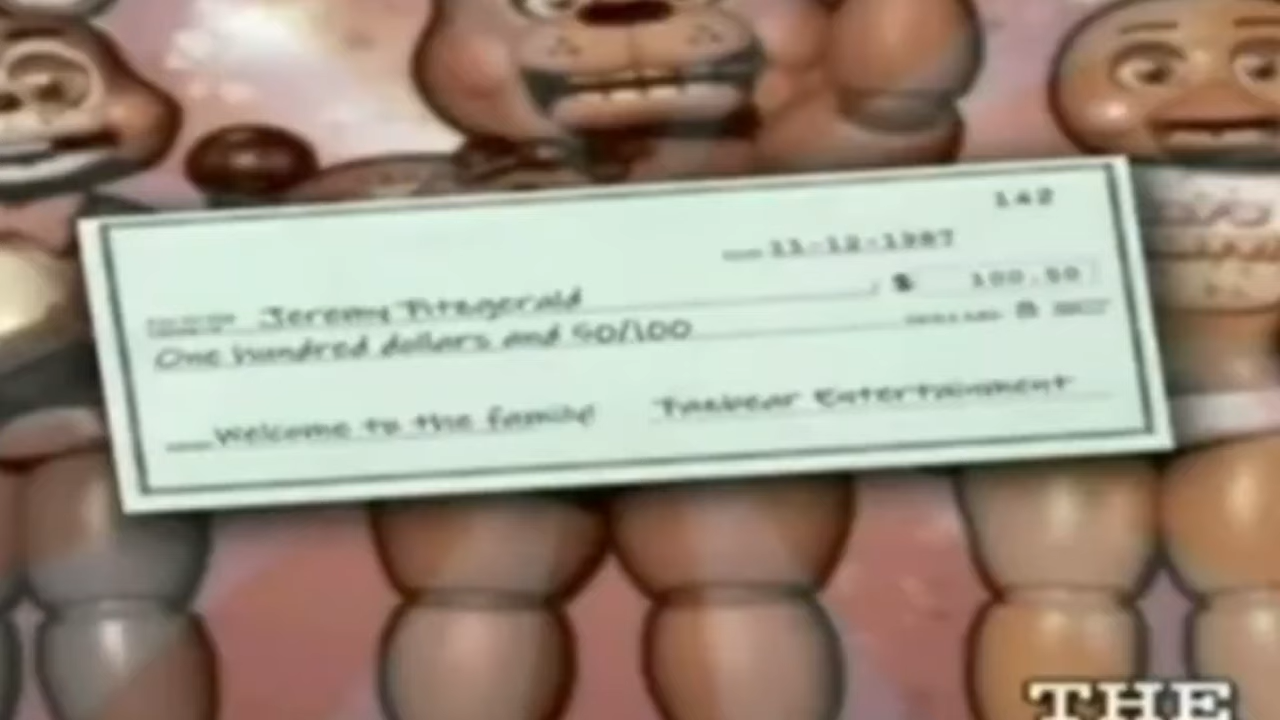 142
11-12-1987
Jeremy Fitzgerald $ 100.50
One hundred dollars and 50/100
Welcome to the family! Fazbear Entertainment
THE